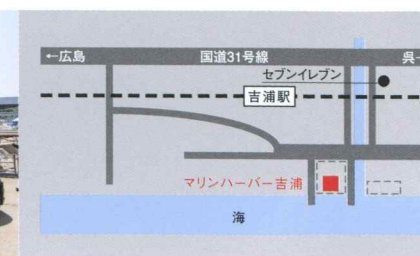 ←広島
国道31号線
呉
セブンイレブン
吉浦駅
マリンハーバー吉浦
海